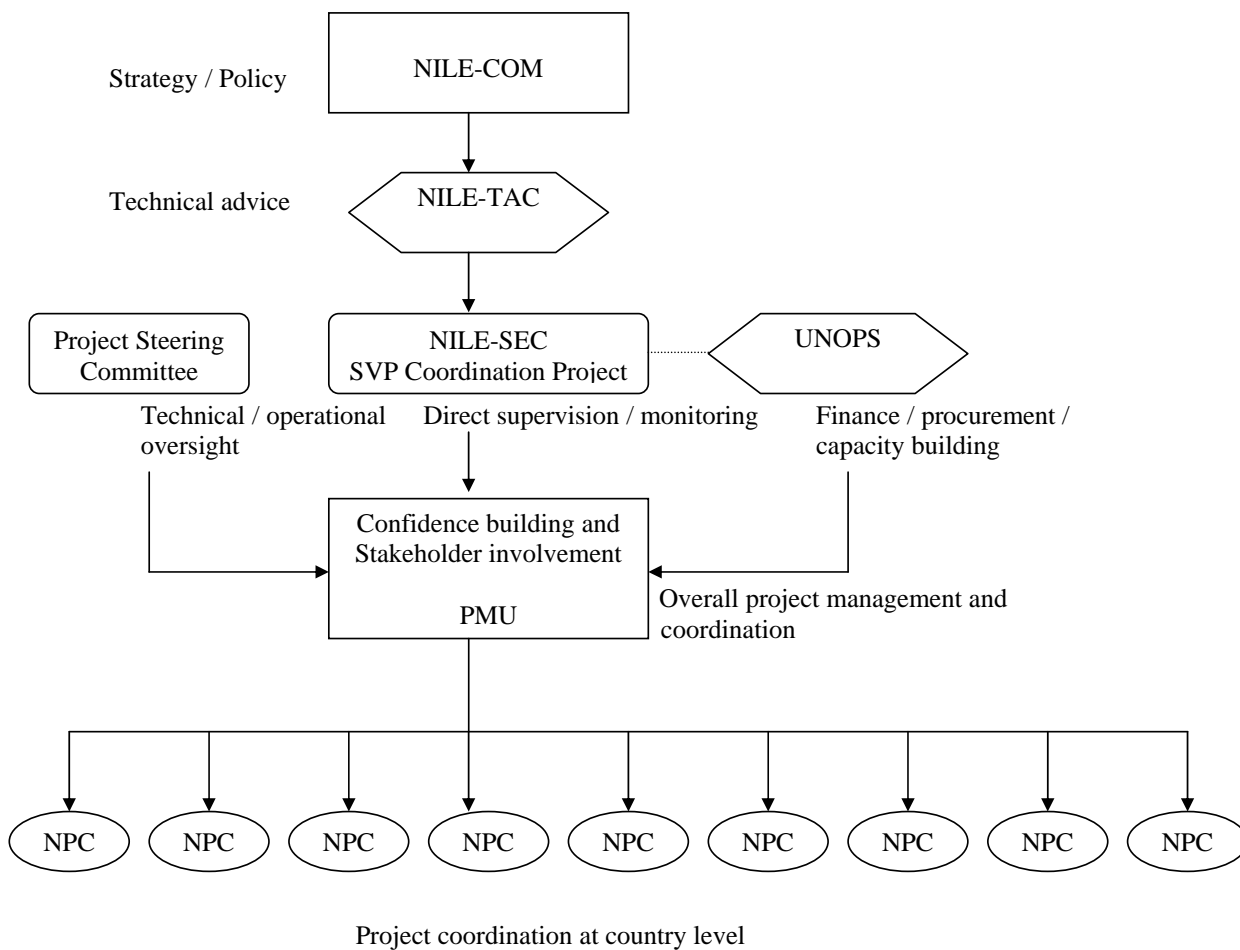 Strategy / Policy
NILE-COM
Technical advice
NILE-TAC
Project Steering
Committee
NILE-SEC
SVP Coordination Project
UNOPS
Technical / operational
oversight
Direct supervision / monitoring
Finance / procurement /
capacity building
Confidence building and
Stakeholder involvement
PMU
Overall project management and
coordination
NPC
NPC
NPC
NPC
NPC
NPC
NPC
NPC
NPC
Project coordination at country level